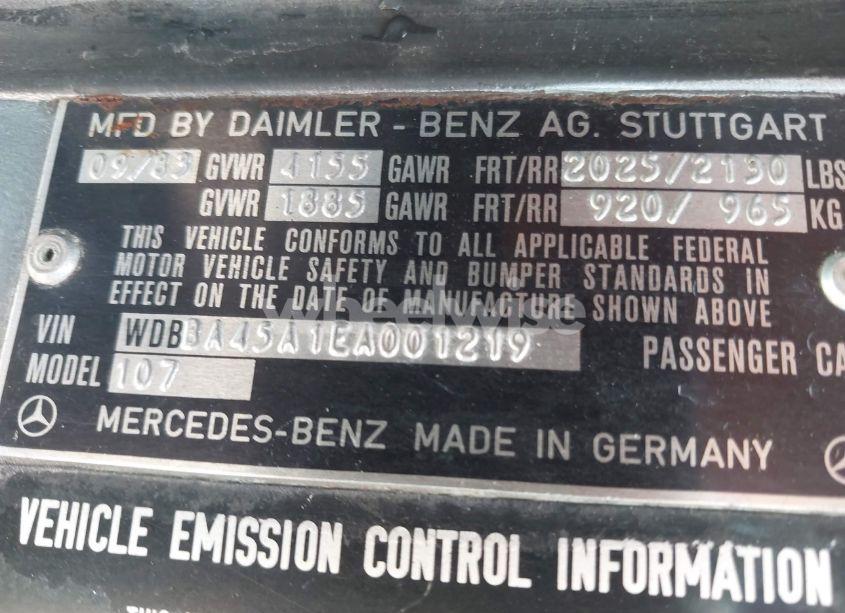 MFD BY DAIMLER - BENZ AG. STUTTGART
09/83 GVWR 4155 GAWR FRT/RR 2025/2130 LBS
GVWR 1885 GAWR FRT/RR 920/ 965 KG
THIS VEHICLE CONFORMS TO ALL APPLICABLE FEDERAL
MOTOR VEHICLE SAFETY AND BUMPER STANDARDS IN
EFFECT ON THE DATE OF MANUFACTURE SHOWN ABOVE
wheelwise
VIN WDBBA45A1EA001219 PASSENGER CA
MODEL 107
MERCEDES-BENZ MADE IN GERMANY
VEHICLE EMISSION CONTROL INFORMATION